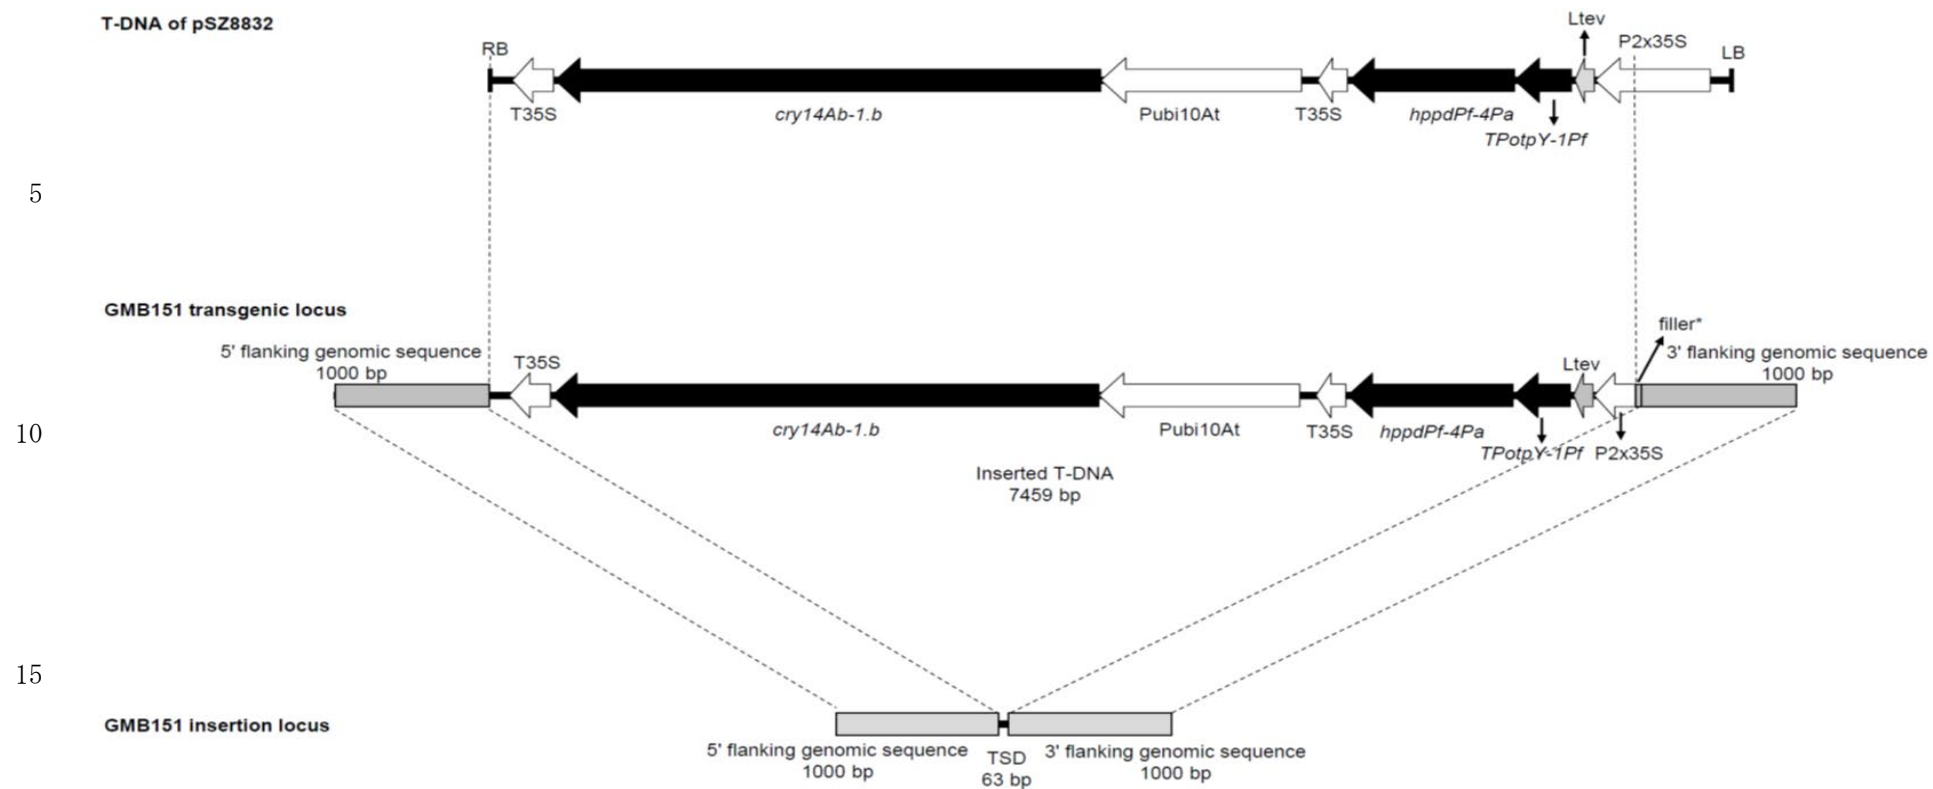 T-DNA of pSZ8832
Ltev
RB
P2x35S
LB
T35S
cry14Ab-1.b
Pubi10At
T35S
hppdPf-4Pa
TPotpY-1Pf
5
GMB151 transgenic locus
filler*
5' flanking genomic sequence
1000 bp
T35S
Ltev
3' flanking genomic sequence
1000 bp
10
cry14Ab-1.b
Pubi10At
T35S
hppdPf-4Pa
TPotpY-1Pf
P2x35S
Inserted T-DNA
7459 bp
15
GMB151 insertion locus
5' flanking genomic sequence
1000 bp
TSD
63 bp
3' flanking genomic sequence
1000 bp